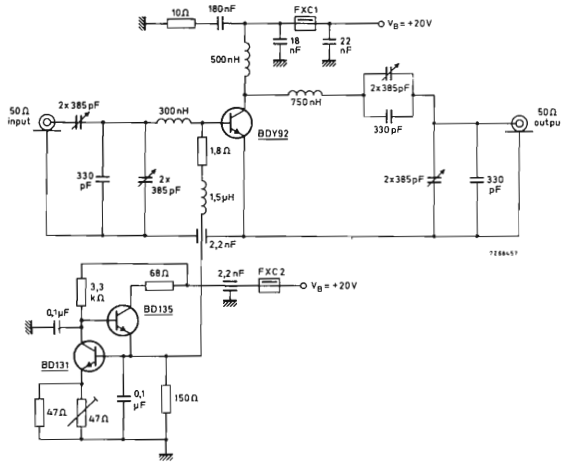 180nF
FXC1
10Ω
V_B = +20V
18
nF
22
nF
500nH
50Ω
input
2x385pF
300nH
2x385pF
750nH
330pF
50Ω
output
BDY92
1,8Ω
330
pF
2x
385pF
2x385pF
330
pF
1,5µH
2,2nF
7Z68457
68Ω
2,2nF
FXC2
V_B = +20V
3,3
kΩ
0,1µF
BD135
BD131
0,1
µF
150Ω
47Ω
47Ω